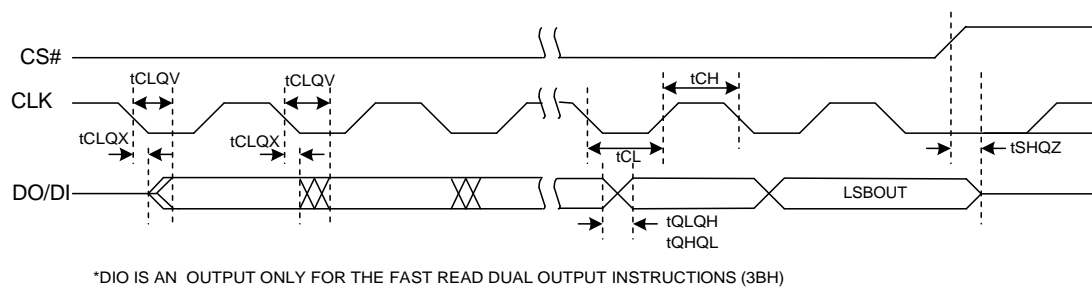 CS#
tCLQV
tCLQV
tCH
CLK
tCLQX
tCLQX
tCL
tSHQZ
DO/DI
LSBOUT
tQLQH
tQHQL
*DIO IS AN OUTPUT ONLY FOR THE FAST READ DUAL OUTPUT INSTRUCTIONS (3BH)